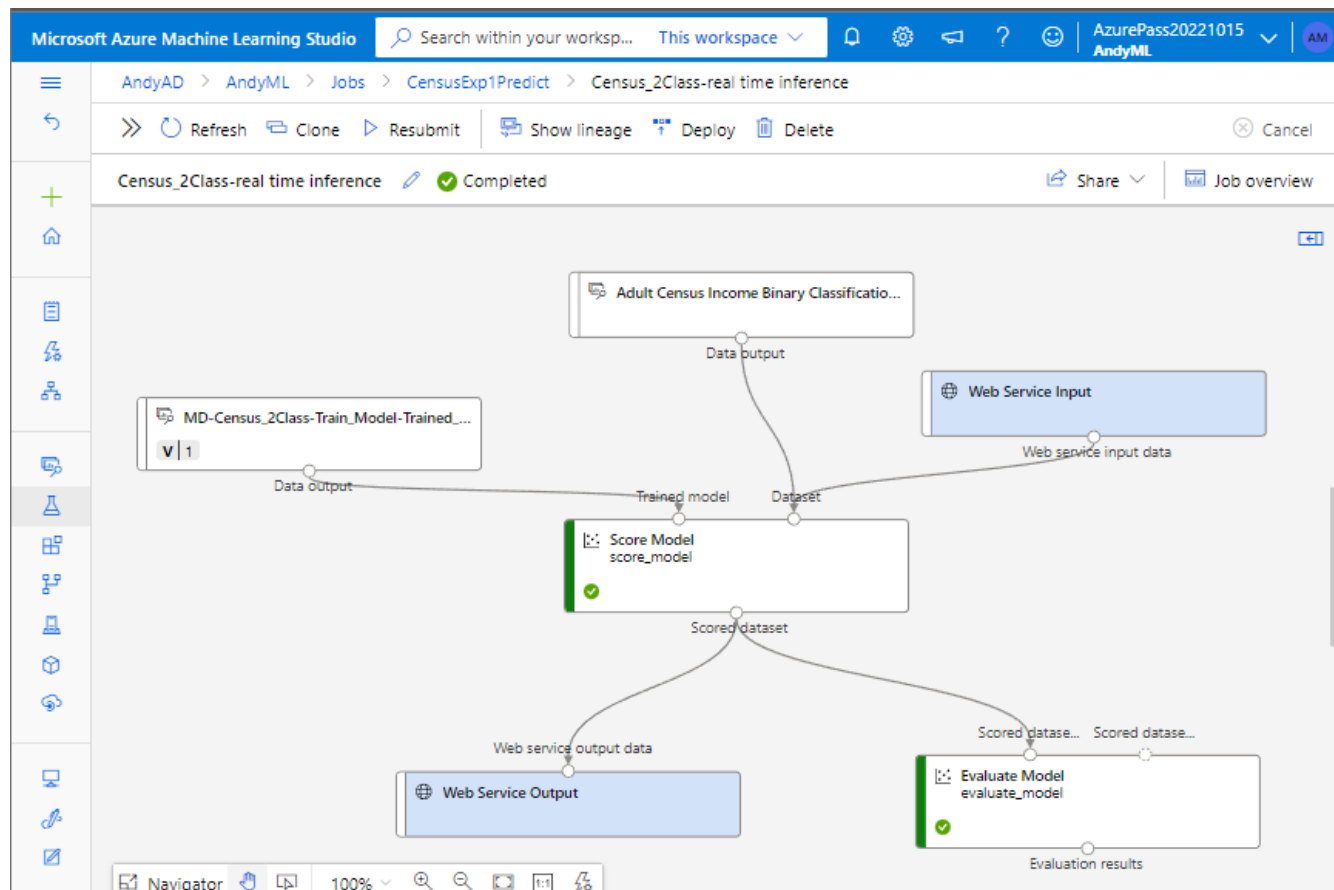 Microsoft Azure Machine Learning Studio
Search within your worksp... This workspace
?
AzurePass20221015
AndyML
AM
AndyAD > AndyML > Jobs > CensusExp1Predict > Census_2Class-real time inference
Refresh Clone Resubmit Show lineage Deploy Delete Cancel
Census_2Class-real time inference Completed Share Job overview
Adult Census Income Binary Classificatio...
Data output
Web Service Input
Web service input data
MD-Census_2Class-Train_Model-Trained_...
V 1
Data output
Trained model Dataset
Score Model
score_model
Scored dataset
Web service output data
Scored datase... Scored datase...
Web Service Output
Evaluate Model
evaluate_model
Evaluation results
Navigator 100% 1:1